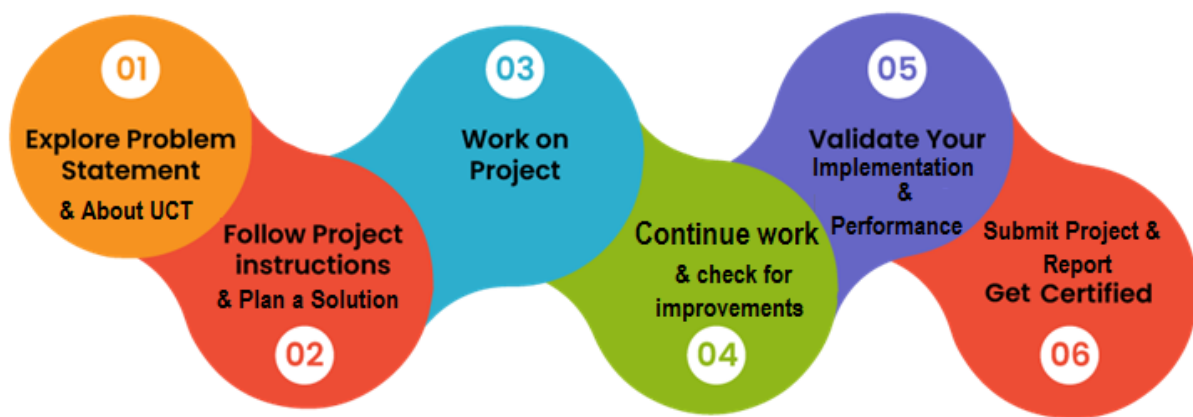 01
Explore Problem
Statement
& About UCT
Follow Project
instructions
& Plan a Solution
02
03
Work on
Project
Continue work
& check for
improvements
04
05
Validate Your
Implementation
&
Performance
Submit Project &
Report
Get Certified
06